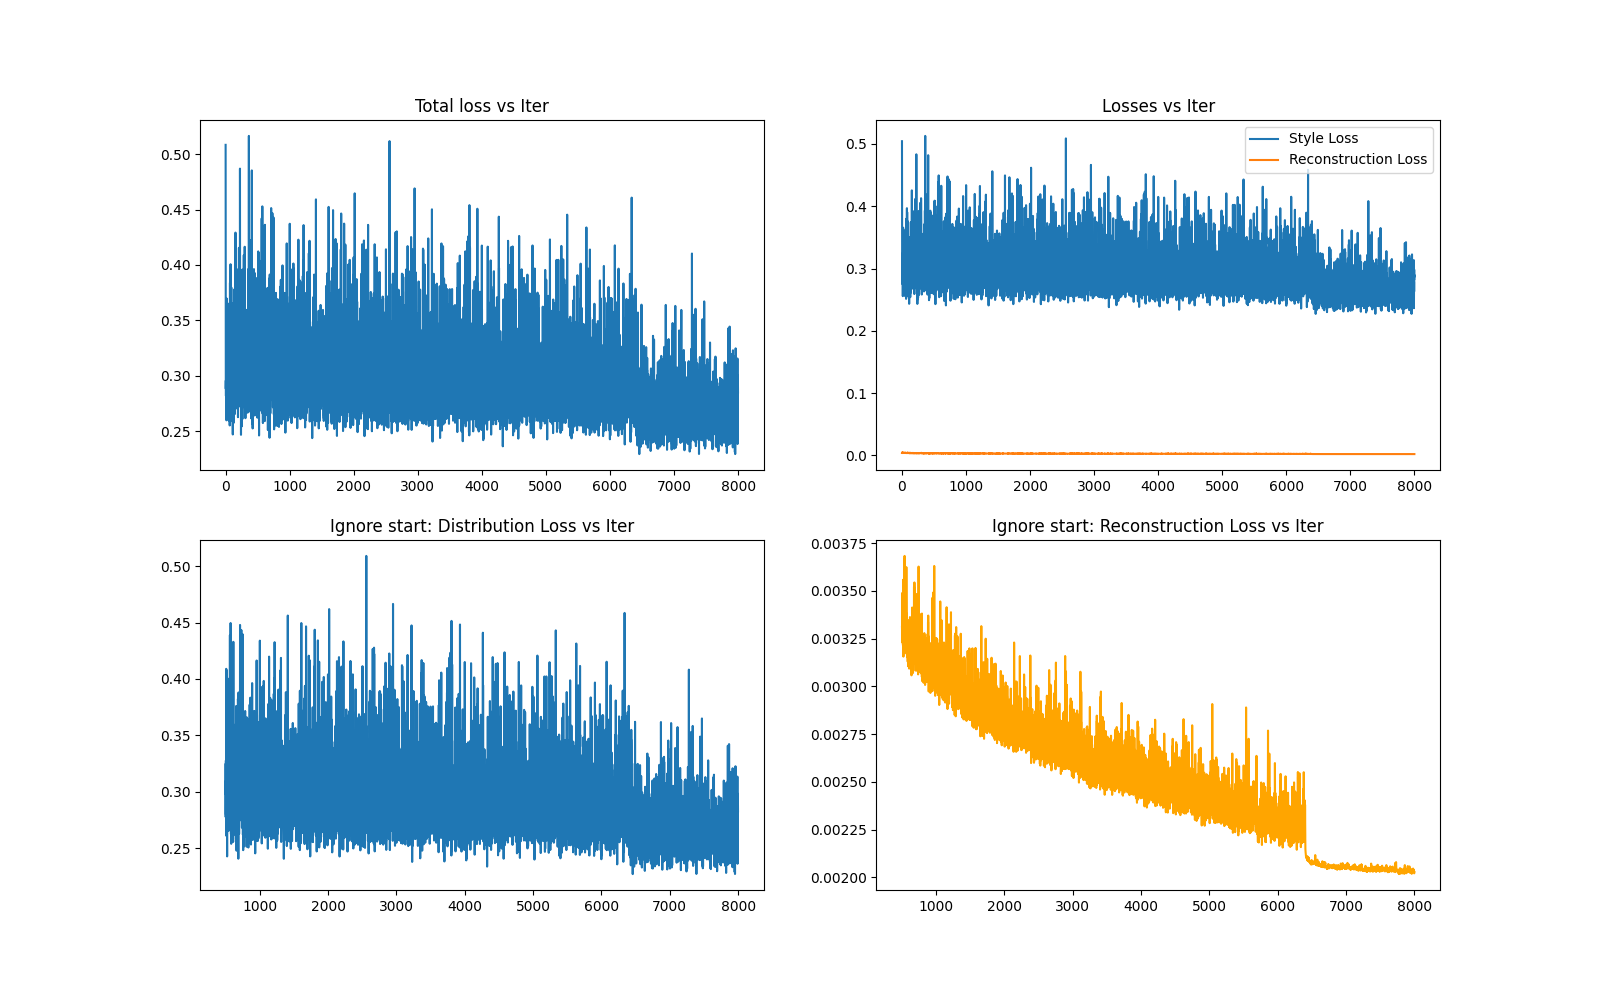 Total loss vs Iter
0.50
0.45
0.40
0.35
0.30
0.25
0 1000 2000 3000 4000 5000 6000 7000 8000
Losses vs Iter
Style Loss
Reconstruction Loss
0.5
0.4
0.3
0.2
0.1
0.0
0 1000 2000 3000 4000 5000 6000 7000 8000
Ignore start: Distribution Loss vs Iter
0.50
0.45
0.40
0.35
0.30
0.25
1000 2000 3000 4000 5000 6000 7000 8000
Ignore start: Reconstruction Loss vs Iter
0.00375
0.00350
0.00325
0.00300
0.00275
0.00250
0.00225
0.00200
1000 2000 3000 4000 5000 6000 7000 8000